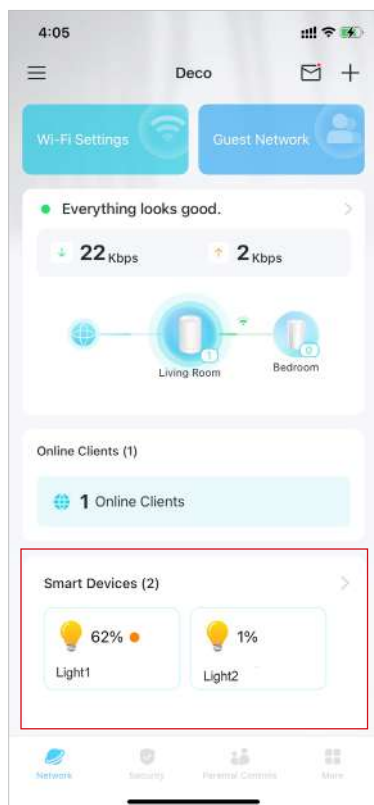 4:05
Deco
Wi-Fi Settings
Guest Network
Everything looks good.
22 Kbps
2 Kbps
1
0
Living Room
Bedroom
Online Clients (1)
1 Online Clients
Smart Devices (2)
62%
1%
Light1
Light2
Network
Security
Parental Controls
More